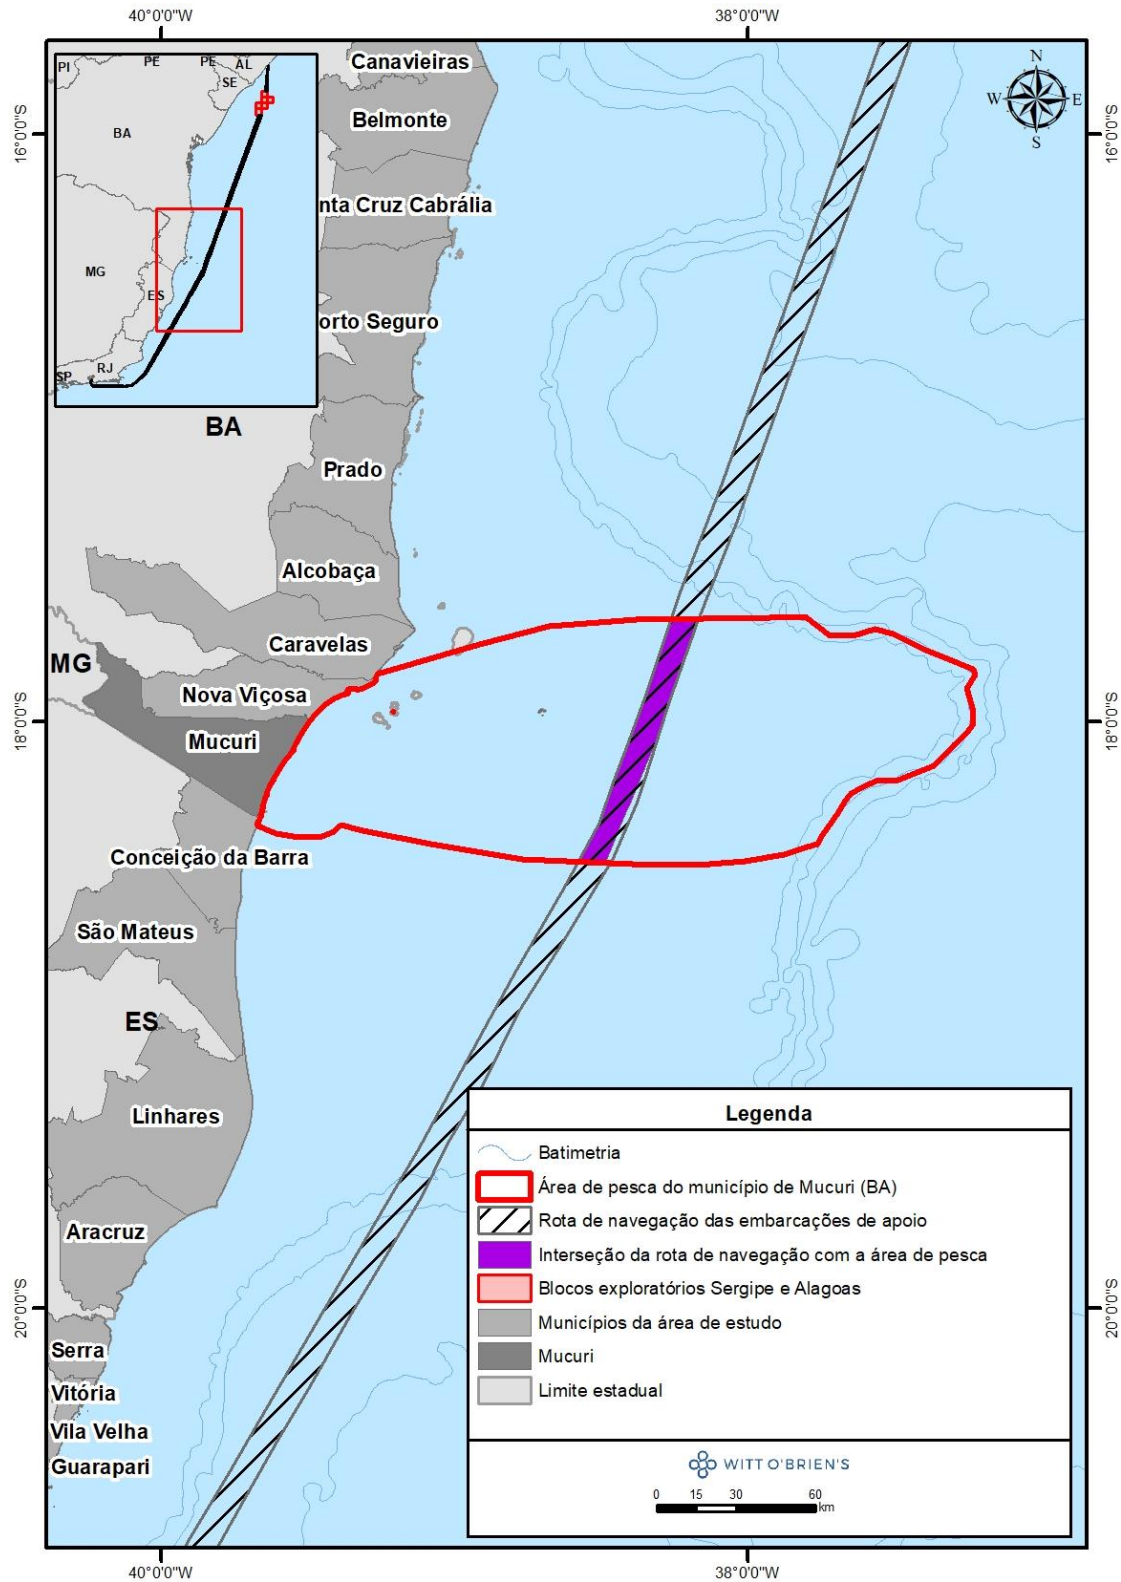 40°0'0"W
38°0'0"W
PI
PE
PE
AL
SE
BA
MG
ES
RJ
SP
N
W
E
S
16°0'0"S
16°0'0"S
Canavieiras
Belmonte
nta Cruz Cabrália
orto Seguro
BA
Prado
Alcobaça
Caravelas
MG
Nova Viçosa
Mucuri
18°0'0"S
18°0'0"S
Conceição da Barra
São Mateus
ES
Linhares
Aracruz
20°0'0"S
20°0'0"S
Serra
Vitória
Vila Velha
Guarapari
Legenda
Batimetria
Área de pesca do município de Mucuri (BA)
Rota de navegação das embarcações de apoio
Interseção da rota de navegação com a área de pesca
Blocos exploratórios Sergipe e Alagoas
Municípios da área de estudo
Mucuri
Limite estadual
WITT O'BRIEN'S
0 15 30 60
km
40°0'0"W
38°0'0"W